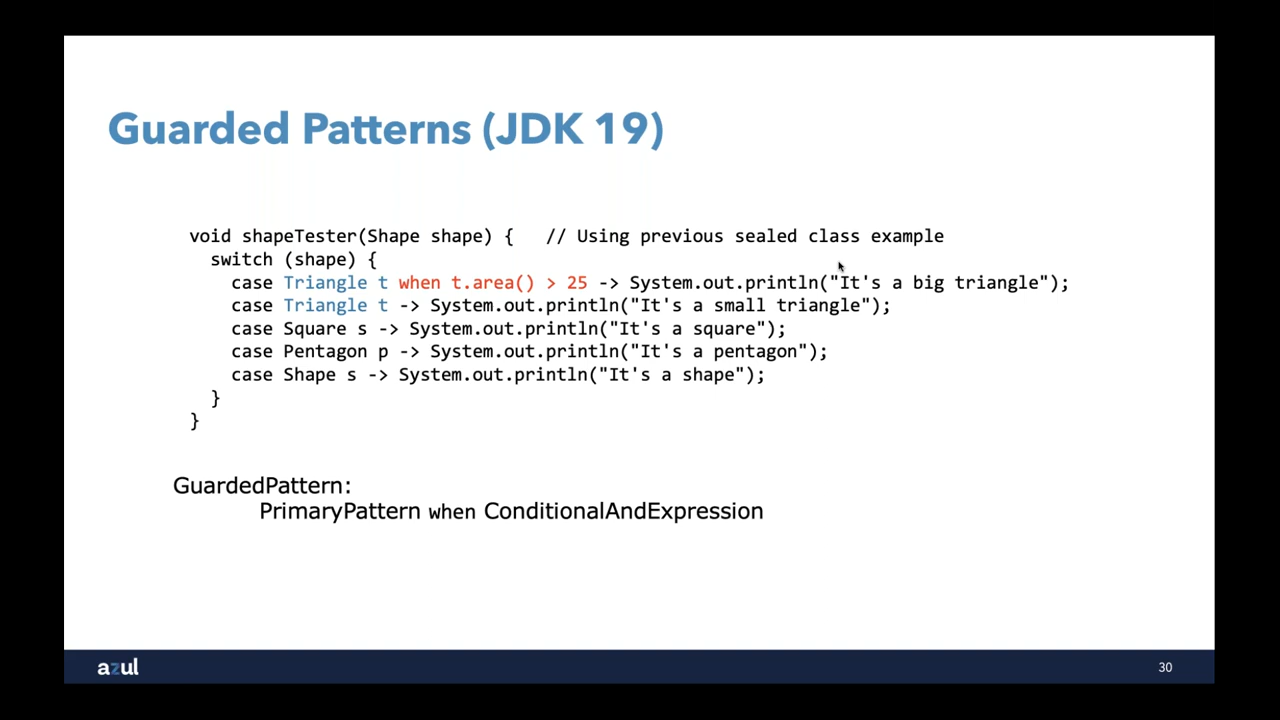 Guarded Patterns (JDK 19)
void shapeTester(Shape shape) {   // Using previous sealed class example
  switch (shape) {
    case Triangle t when t.area() > 25 -> System.out.println("It's a big triangle");
    case Triangle t -> System.out.println("It's a small triangle");
    case Square s -> System.out.println("It's a square");
    case Pentagon p -> System.out.println("It's a pentagon");
    case Shape s -> System.out.println("It's a shape");
  }
}
GuardedPattern:
PrimaryPattern when ConditionalAndExpression
azul
30